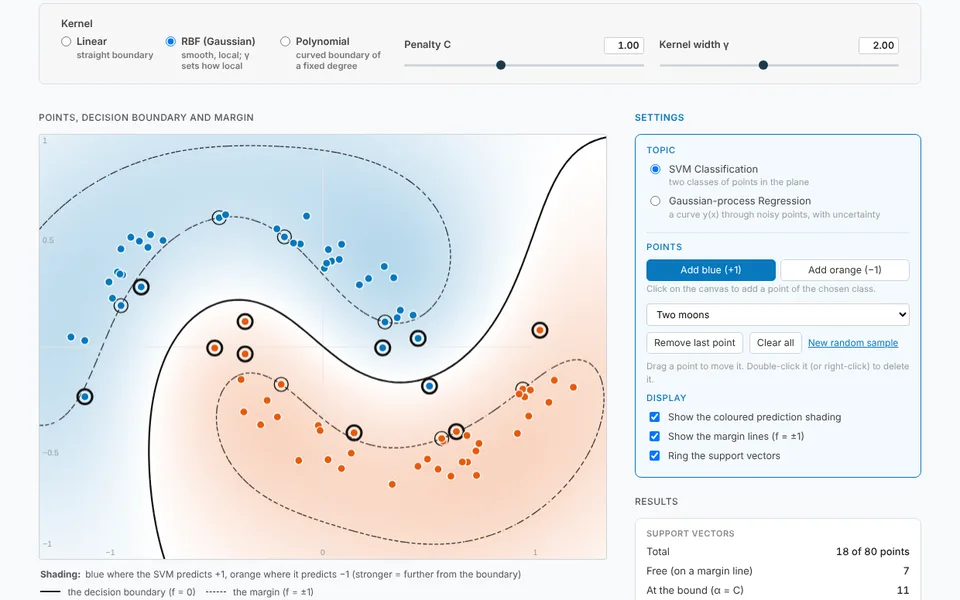 Kernel
Linear
straight boundary
RBF (Gaussian)
smooth, local; γ
sets how local
Polynomial
curved boundary of
a fixed degree
Penalty C
1.00
Kernel width γ
2.00
POINTS, DECISION BOUNDARY AND MARGIN
1
0.5
−0.5
−1
−1
0
1
Shading: blue where the SVM predicts +1, orange where it predicts −1 (stronger = further from the boundary)
the decision boundary (f = 0)
the margin (f = ±1)
SETTINGS
TOPIC
SVM Classification
two classes of points in the plane
Gaussian-process Regression
a curve y(x) through noisy points, with uncertainty
POINTS
Add blue (+1)
Add orange (−1)
Click on the canvas to add a point of the chosen class.
Two moons
Remove last point
Clear all
New random sample
Drag a point to move it. Double-click it (or right-click) to delete
it.
DISPLAY
Show the coloured prediction shading
Show the margin lines (f = ±1)
Ring the support vectors
RESULTS
SUPPORT VECTORS
Total
18 of 80 points
Free (on a margin line)
7
At the bound (α = C)
11